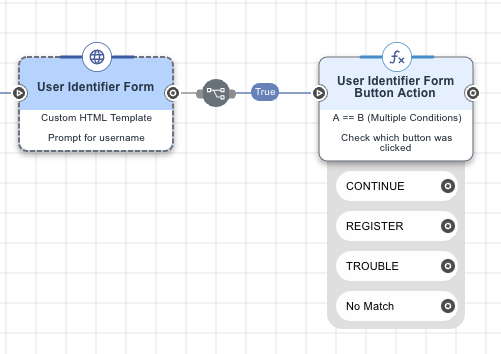 User Identifier Form
Custom HTML Template
Prompt for username
True
fx
User Identifier Form
Button Action
A == B (Multiple Conditions)
Check which button was
clicked
CONTINUE
REGISTER
TROUBLE
No Match